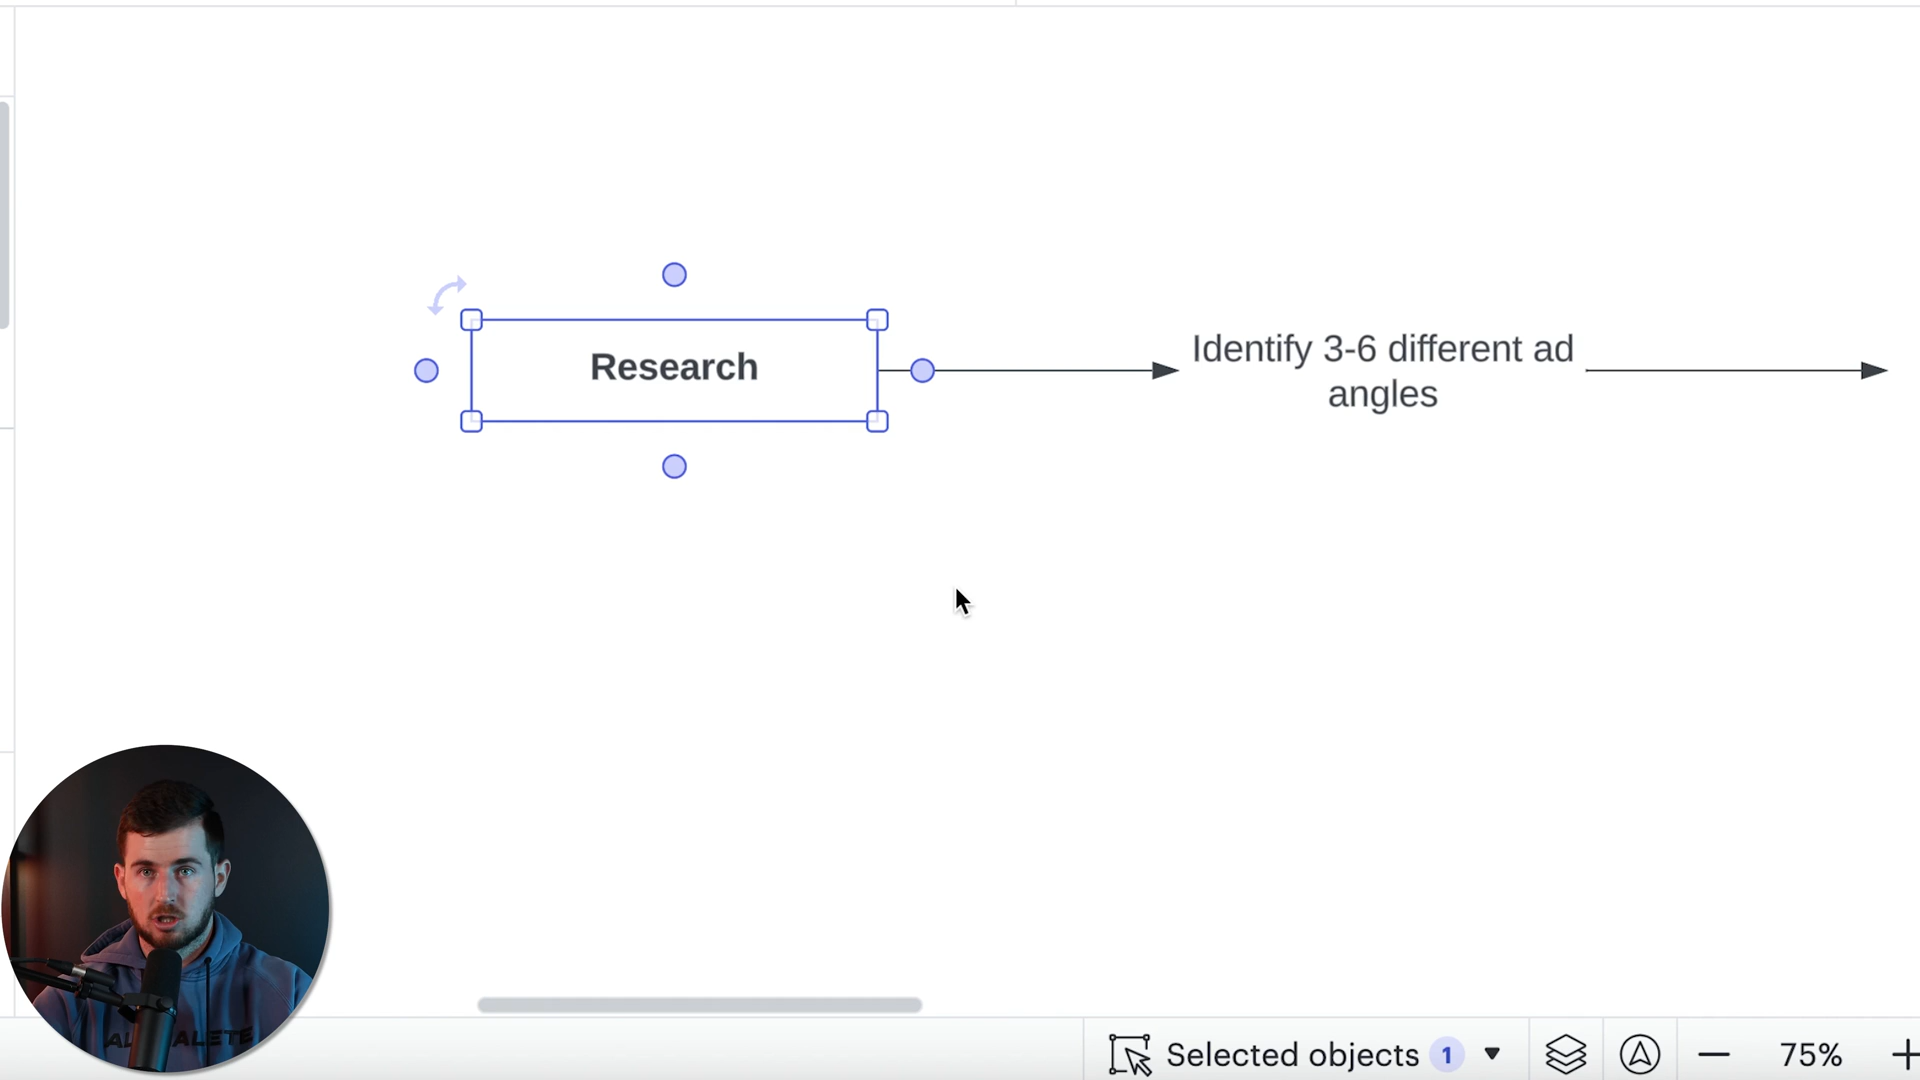 Research
Identify 3-6 different ad
angles
Selected objects 1
75%